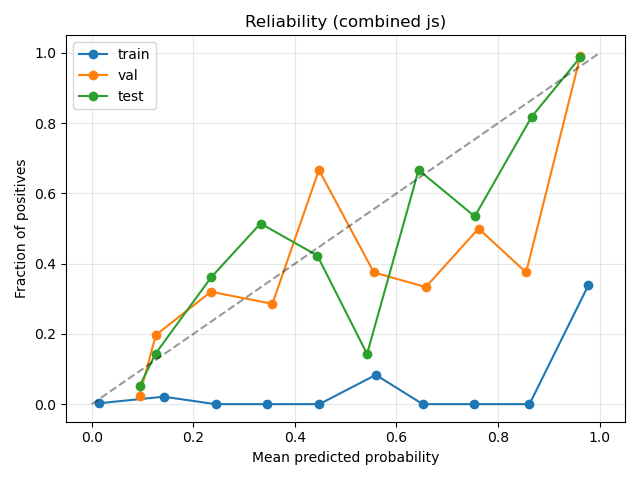 Reliability (combined js)
train
val
test
Fraction of positives
1.0
0.8
0.6
0.4
0.2
0.0
0.0 0.2 0.4 0.6 0.8 1.0
Mean predicted probability